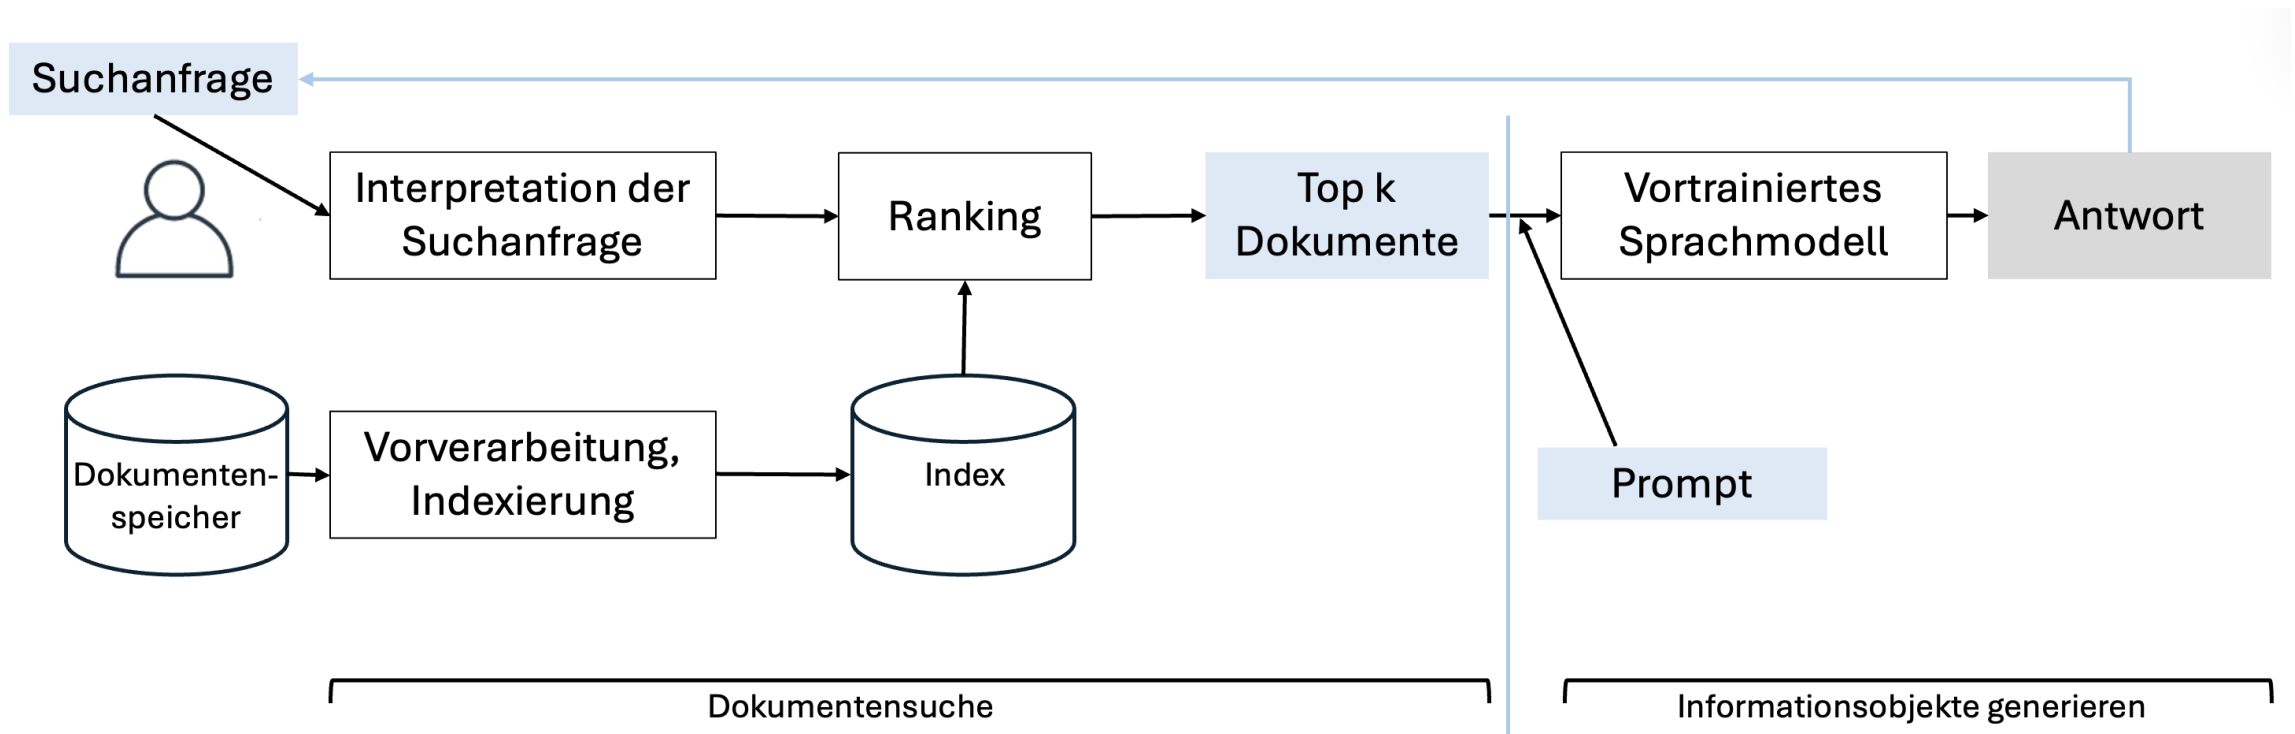 Suchanfrage
Interpretation der
Suchanfrage
Ranking
Top k
Dokumente
Vortrainiertes
Sprachmodell
Antwort
Dokumenten-
speicher
Vorverarbeitung,
Indexierung
Index
Prompt
Dokumentensuche
Informationsobjekte generieren